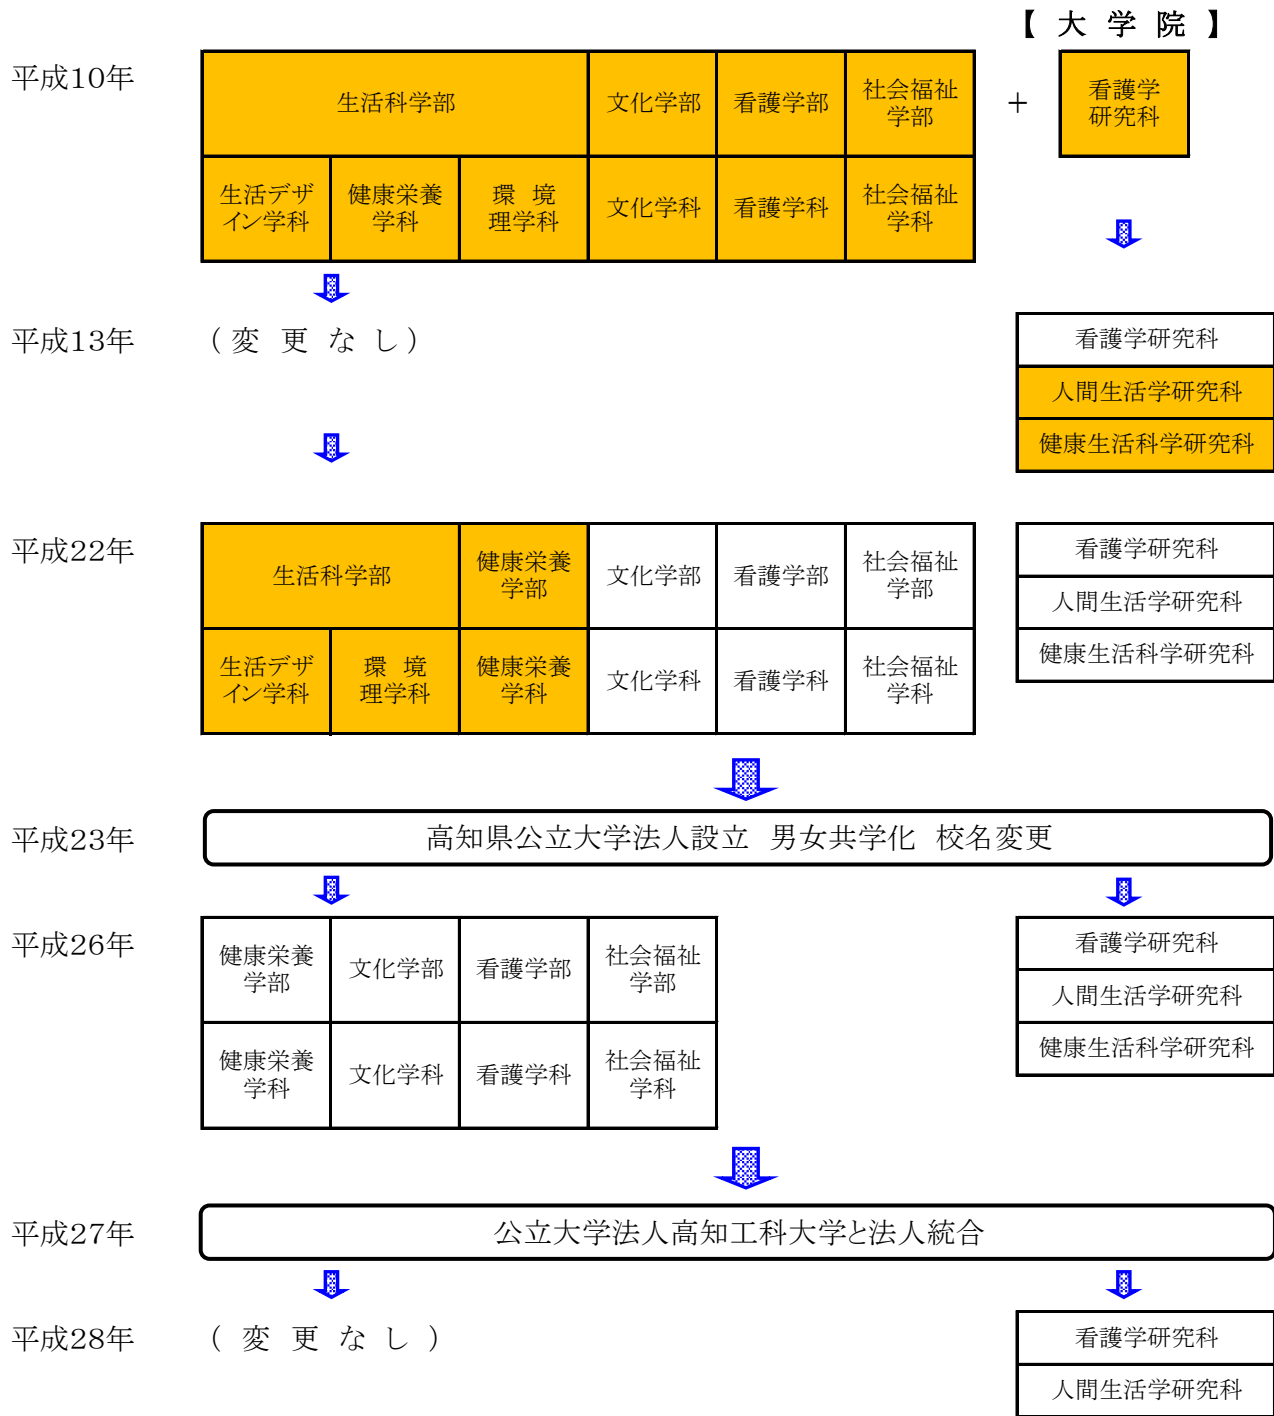 【 大 学 院 】
平成10年
生活科学部
文化学部
看護学部
社会福祉
学部
+
看護学
研究科
生活デザ
イン学科
健康栄養
学科
環 境
理学科
文化学科
看護学科
社会福祉
学科
平成13年
（ 変 更 な し ）
看護学研究科
人間生活学研究科
健康生活科学研究科
平成22年
生活科学部
健康栄養
学部
文化学部
看護学部
社会福祉
学部
生活デザ
イン学科
環 境
理学科
健康栄養
学科
文化学科
看護学科
社会福祉
学科
看護学研究科
人間生活学研究科
健康生活科学研究科
平成23年
高知県公立大学法人設立 男女共学化 校名変更
平成26年
健康栄養
学部
文化学部
看護学部
社会福祉
学部
健康栄養
学科
文化学科
看護学科
社会福祉
学科
看護学研究科
人間生活学研究科
健康生活科学研究科
平成27年
公立大学法人高知工科大学と法人統合
平成28年
（ 変 更 な し ）
看護学研究科
人間生活学研究科